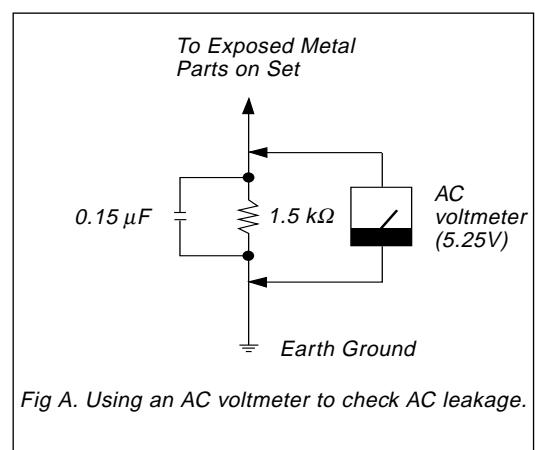 To Exposed Metal
Parts on Set
0.15 μF
1.5 kΩ
AC
voltmeter
(5.25V)
Earth Ground
Fig A. Using an AC voltmeter to check AC leakage.